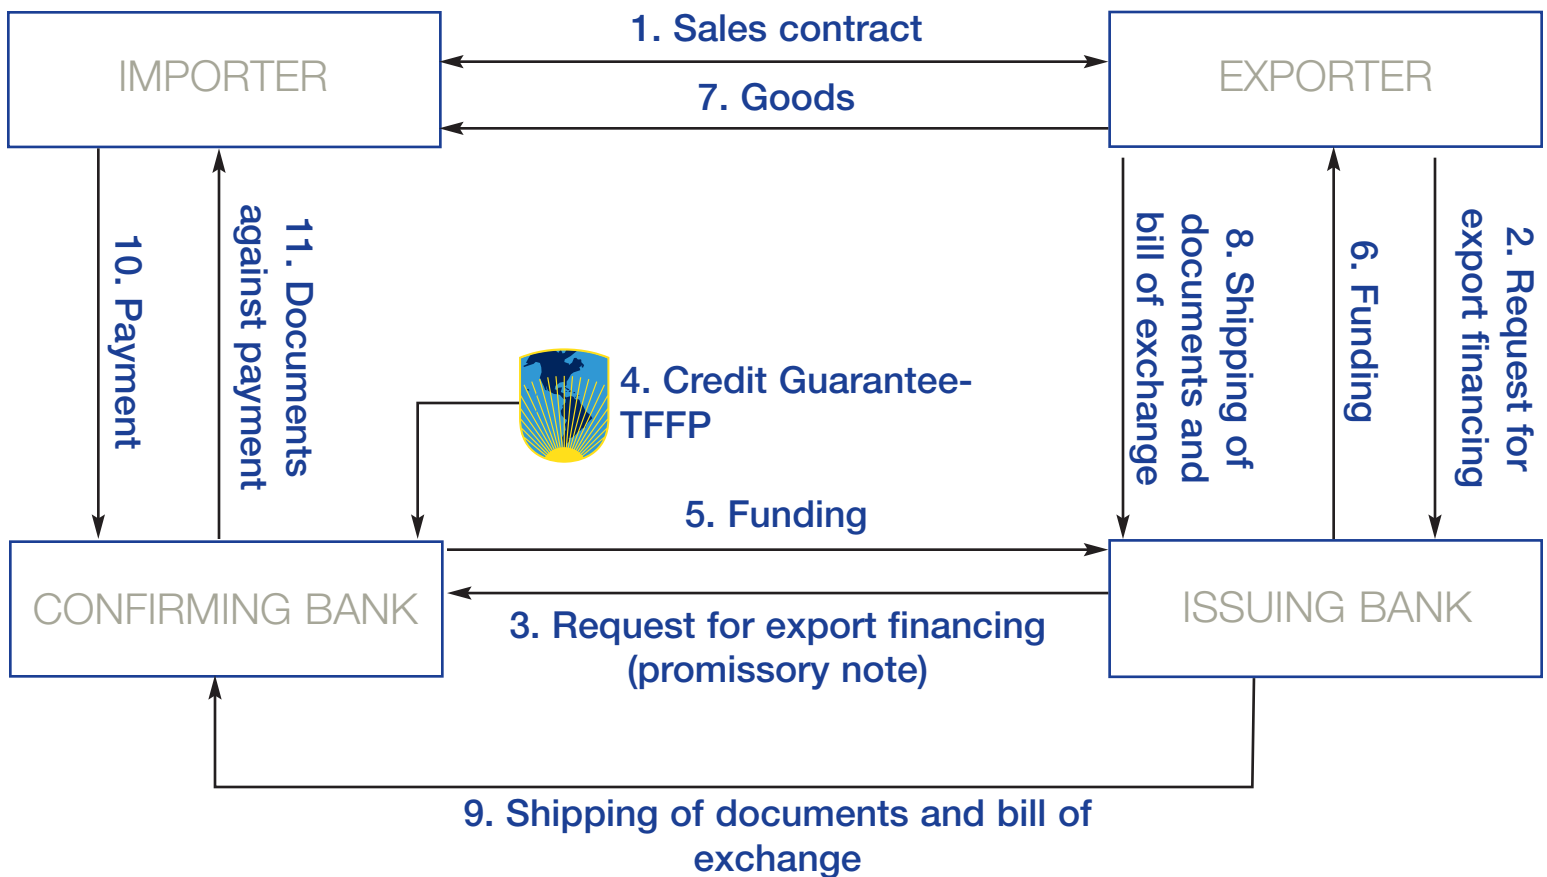 1. Sales contract
IMPORTER
EXPORTER
7. Goods
10. Payment
11. Documents
against payment
8. Shipping of
documents and
bill of exchange
6. Funding
2. Request for
export financing
4. Credit Guarantee-
TFFP
5. Funding
CONFIRMING BANK
ISSUING BANK
3. Request for export financing
(promissory note)
9. Shipping of documents and bill of
exchange